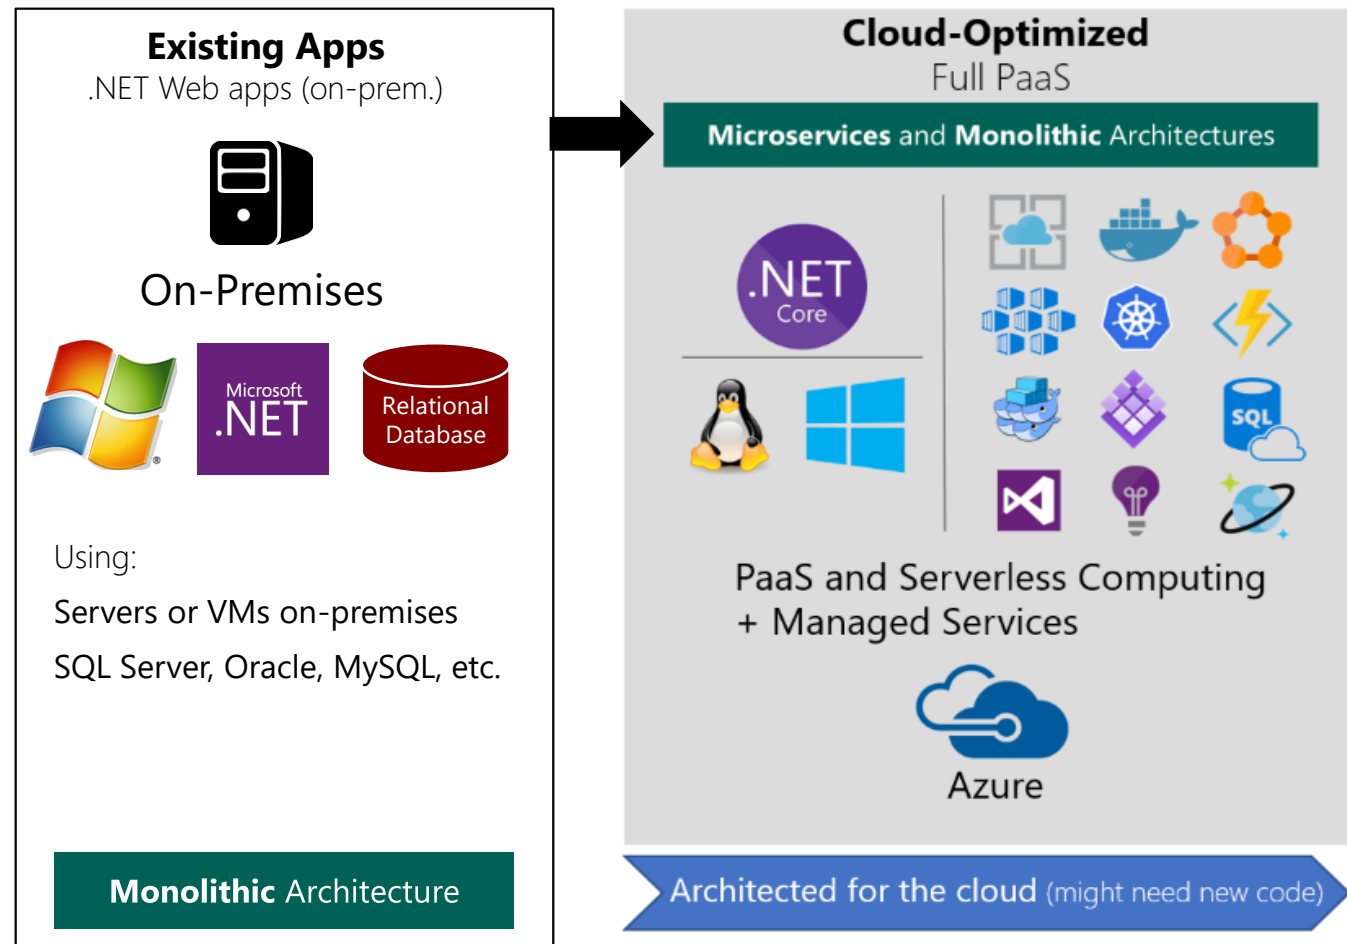 Existing Apps
.NET Web apps (on-prem.)
On-Premises
Microsoft
.NET
Relational
Database
Using:
Servers or VMs on-premises
SQL Server, Oracle, MySQL, etc.
Monolithic Architecture
Cloud-Optimized
Full PaaS
Microservices and Monolithic Architectures
.NET
Core
SQL
PaaS and Serverless Computing
+ Managed Services
Azure
Architected for the cloud (might need new code)